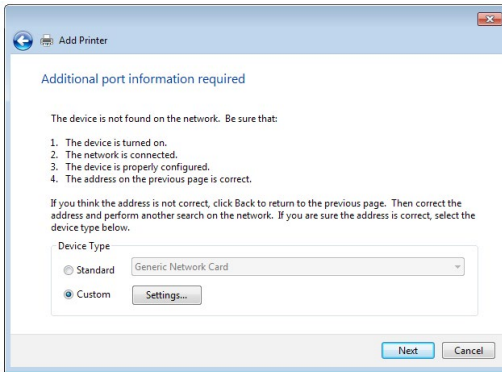 Add Printer
Additional port information required
The device is not found on the network.  Be sure that:
1.  The device is turned on.
2.  The network is connected.
3.  The device is properly configured.
4.  The address on the previous page is correct.
If you think the address is not correct, click Back to return to the previous page.  Then correct the
address and perform another search on the network.  If you are sure the address is correct, select the
device type below.
Device Type
Standard
Generic Network Card
Custom
Settings...
Next
Cancel